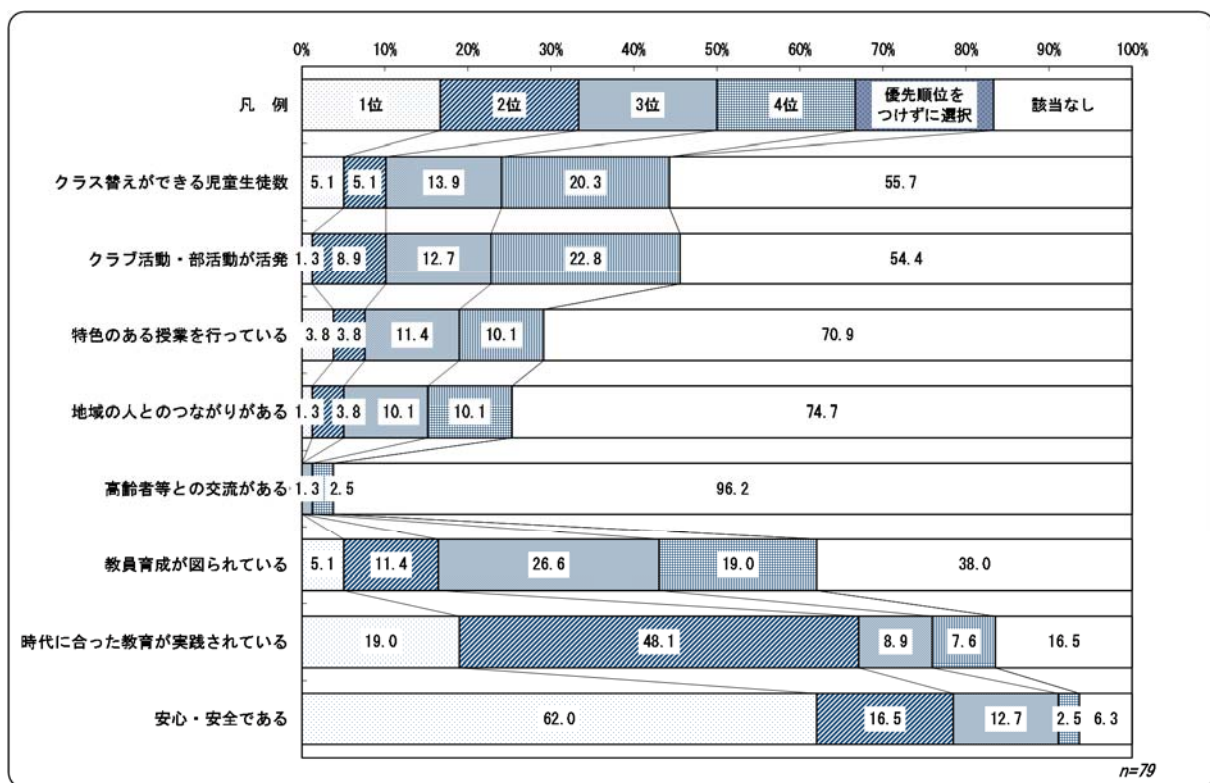 0% 10% 20% 30% 40% 50% 60% 70% 80% 90% 100%
凡 例 1位 2位 3位 4位 優先順位を
つけずに選択 該当なし
クラス替えができる児童生徒数 5.1 5.1 13.9 20.3 55.7
クラブ活動・部活動が活発 1.3 8.9 12.7 22.8 54.4
特色のある授業を行っている 3.8 3.8 11.4 10.1 70.9
地域の人とのつながりがある 1.3 3.8 10.1 10.1 74.7
高齢者等との交流がある 1.3 2.5 96.2
教員育成が図られている 5.1 11.4 26.6 19.0 38.0
時代に合った教育が実践されている 19.0 48.1 8.9 7.6 16.5
安心・安全である 62.0 16.5 12.7 2.5 6.3
n=79